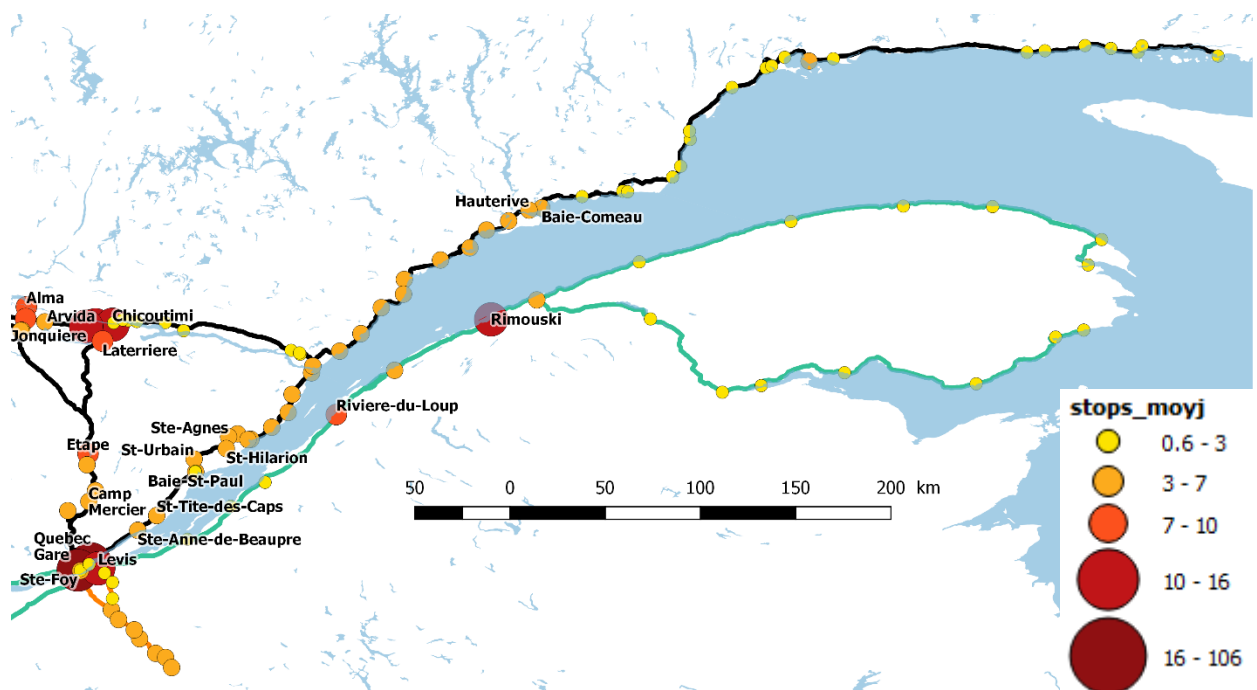 Hauterive
Baie-Comeau
Alma
Arvida
Chicoutimi
Jonquiere
Laterriere
Rimouski
Riviere-du-Loup
Ste-Agnes
Etape
St-Urbain
St-Hilarion
Baie-St-Paul
Camp
Mercier
St-Tite-des-Caps
Quebec
Gare
Ste-Anne-de-Beaupre
Levis
Ste-Foy
50 0 50 100 150 200 km
stops_moyj
0.6 - 3
3 - 7
7 - 10
10 - 16
16 - 106